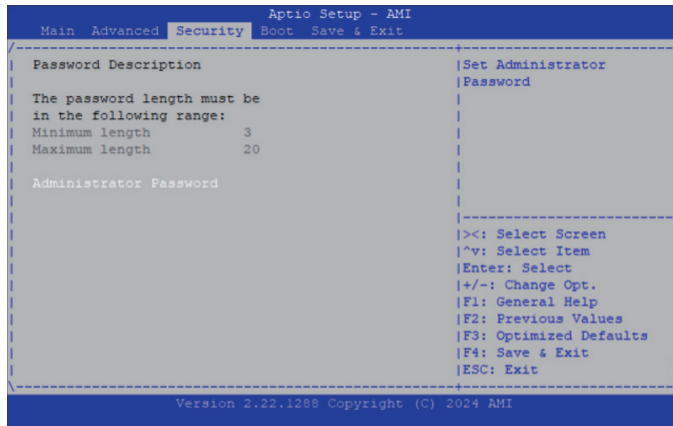 Aptio Setup - AMI
Main Advanced Security Boot Save & Exit
/----------------------------------------------------+-------------------------
| Password Description |Set Administrator
| |Password
| The password length must be |
| in the following range: |
| Minimum length 3 |
| Maximum length 20 |
| |
| Administrator Password |
| |
| |-------------------------
| |><: Select Screen
| |^v: Select Item
| |Enter: Select
| |+/-: Change Opt.
| |F1: General Help
| |F2: Previous Values
| |F3: Optimized Defaults
| |F4: Save & Exit
| |ESC: Exit
\----------------------------------------------------+-------------------------
Version 2.22.1288 Copyright (C) 2024 AMI